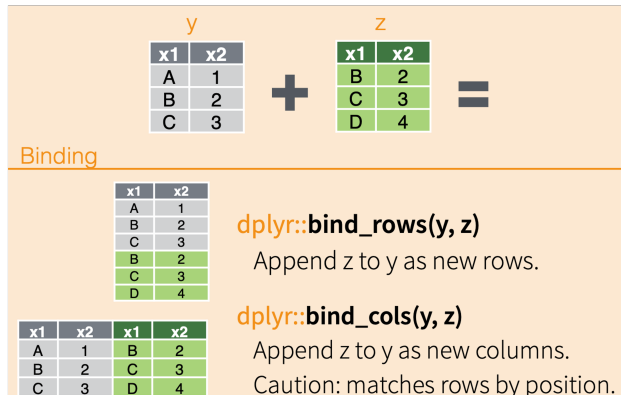 y z
x1 x2 x1 x2
A 1 B 2
B 2 + C 3 =
C 3 D 4
Binding
x1 x2
A 1
B 2
C 3
B 2
C 3
D 4
dplyr::bind_rows(y, z)
Append z to y as new rows.
x1 x2 x1 x2
A 1 B 2
B 2 C 3
C 3 D 4
dplyr::bind_cols(y, z)
Append z to y as new columns.
Caution: matches rows by position.